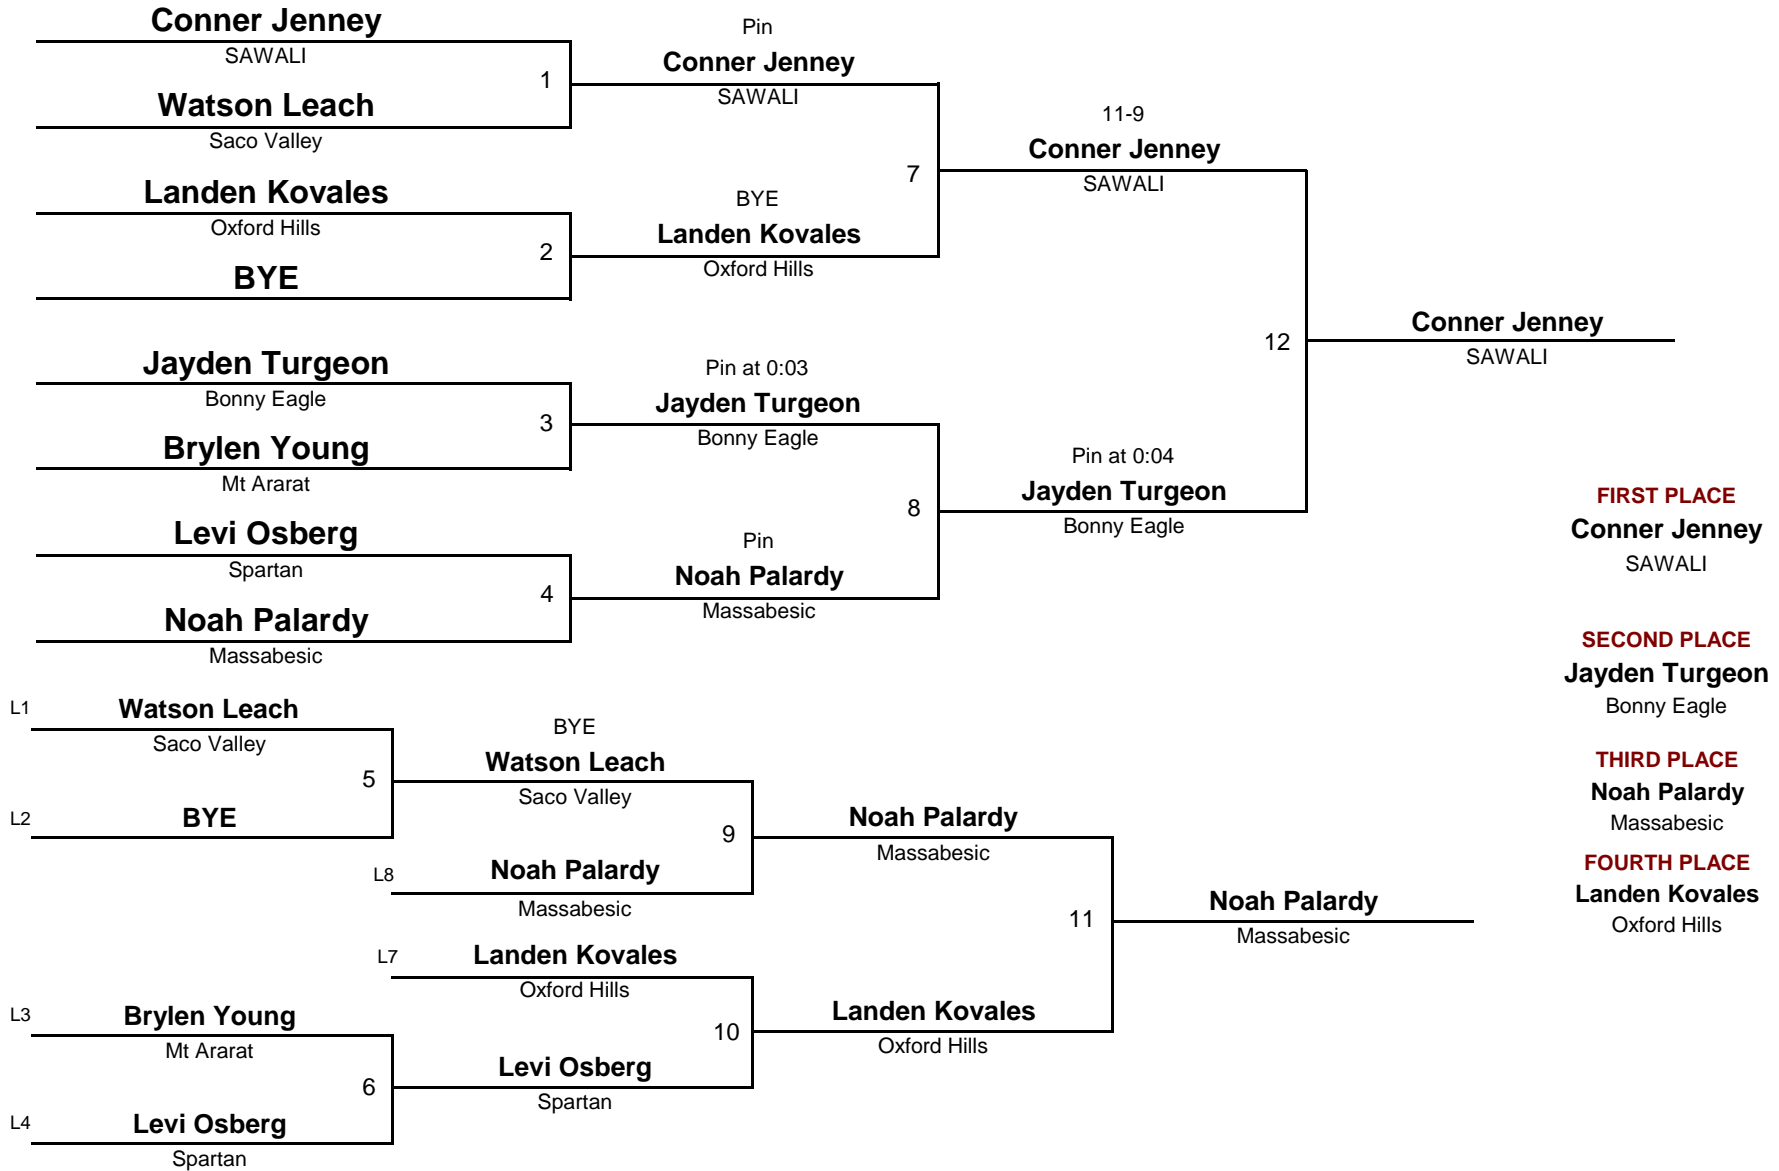 Conner Jenney
SAWALI
1
Watson Leach
Saco Valley
Landen Kovales
Oxford Hills
2
BYE
Jayden Turgeon
Bonny Eagle
3
Brylen Young
Mt Ararat
Levi Osberg
Spartan
4
Noah Palardy
Massabesic
Pin
Conner Jenney
SAWALI
7
BYE
Landen Kovales
Oxford Hills
Pin at 0:03
Jayden Turgeon
Bonny Eagle
8
Pin
Noah Palardy
Massabesic
11-9
Conner Jenney
SAWALI
12
Pin at 0:04
Jayden Turgeon
Bonny Eagle
Conner Jenney
SAWALI
FIRST PLACE
Conner Jenney
SAWALI
SECOND PLACE
Jayden Turgeon
Bonny Eagle
THIRD PLACE
Noah Palardy
Massabesic
FOURTH PLACE
Landen Kovales
Oxford Hills
L1
Watson Leach
Saco Valley
5
L2
BYE
L3
Brylen Young
Mt Ararat
6
L4
Levi Osberg
Spartan
BYE
Watson Leach
Saco Valley
9
L8
Noah Palardy
Massabesic
L7
Landen Kovales
Oxford Hills
10
Levi Osberg
Spartan
Noah Palardy
Massabesic
11
Landen Kovales
Oxford Hills
Noah Palardy
Massabesic